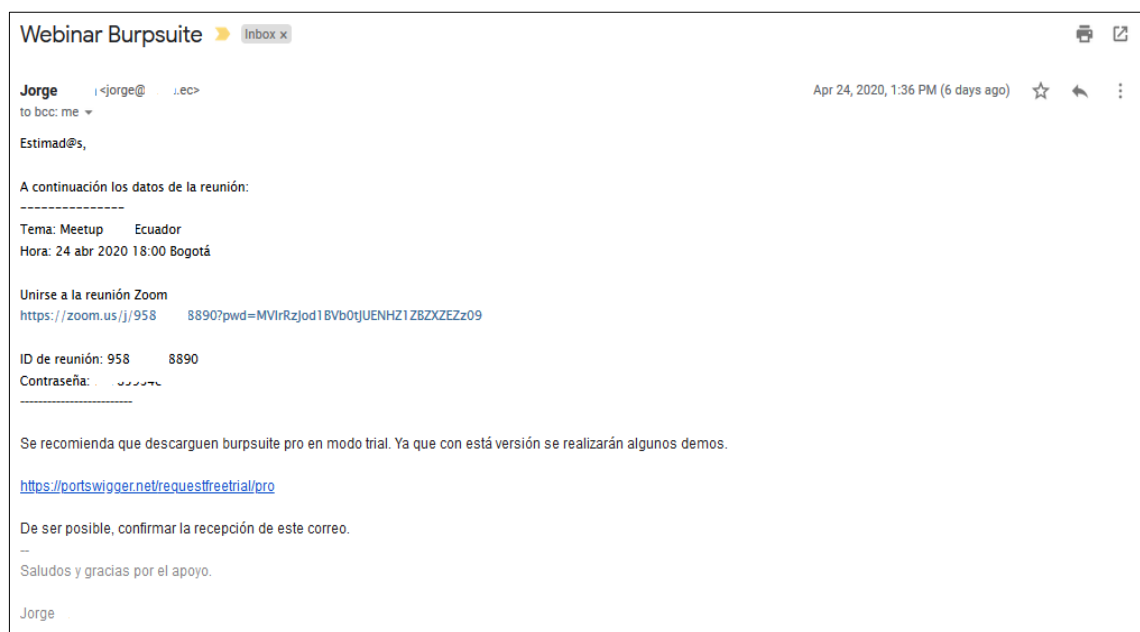 Webinar Burpsuite Inbox x
Jorge <jorge@ .ec> Apr 24, 2020, 1:36 PM (6 days ago)
to bcc: me
Estimad@s,
A continuación los datos de la reunión:
---------------
Tema: Meetup Ecuador
Hora: 24 abr 2020 18:00 Bogotá
Unirse a la reunión Zoom
https://zoom.us/j/958 8890?pwd=MVlrRzJod1BVb0tJUENHZ1ZBZXZEZz09
ID de reunión: 958 8890
Contraseña:
--------------------------
Se recomienda que descarguen burpsuite pro en modo trial. Ya que con está versión se realizarán algunos demos.
https://portswigger.net/requestfreetrial/pro
De ser posible, confirmar la recepción de este correo.
--
Saludos y gracias por el apoyo.
Jorge